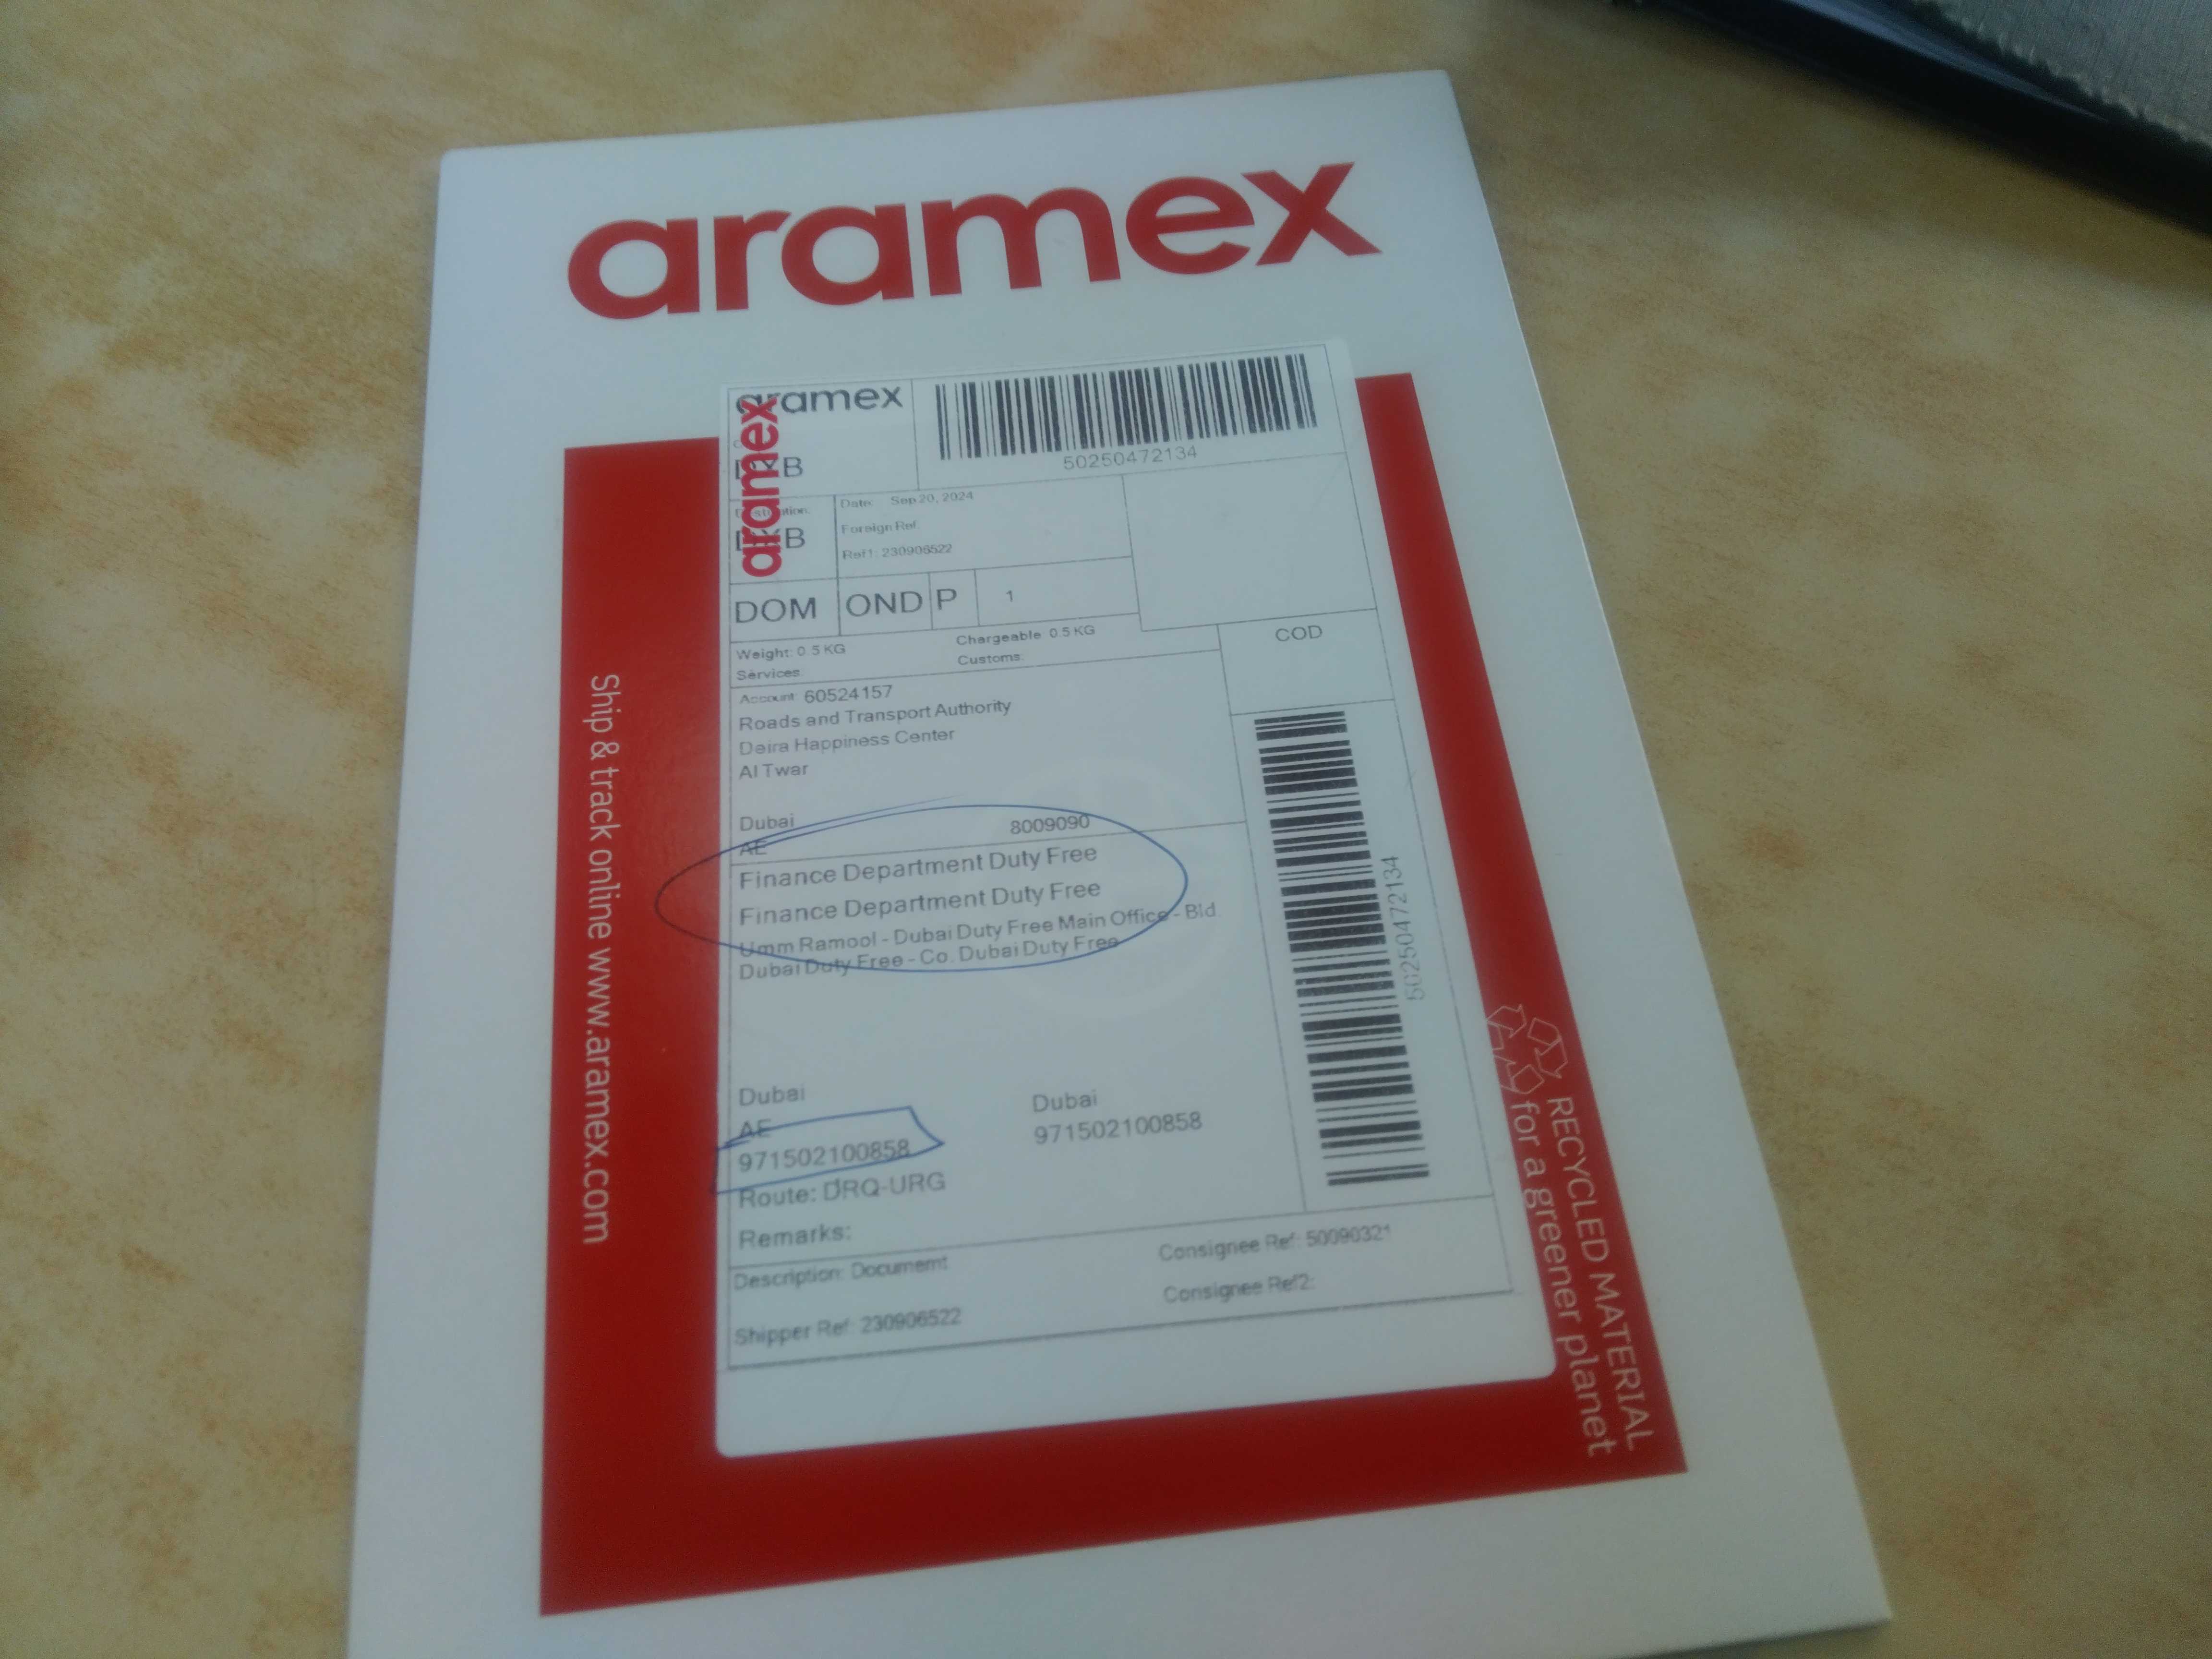 aramex
aramex
aramex
50250472134
DXB
Destination:
Date: Sep 20, 2024
DXB
Foreign Ref:
Ref1: 230906522
DOM OND P 1
Weight: 0.5 KG Chargeable 0.5 KG
Services: Customs:
COD
Account: 60524157
Roads and Transport Authority
Deira Happiness Center
Al Twar
Dubai 8009090
AE
Finance Department Duty Free
Finance Department Duty Free
Umm Ramool - Dubai Duty Free Main Office - Bld.
Dubai Duty Free - Co. Dubai Duty Free
50250472134
Dubai Dubai
AE
971502100858 971502100858
Route: DRQ-URG
Remarks:
Description: Document Consignee Ref: 50090321
Consignee Ref2:
Shipper Ref: 230906522
Ship & track online www.aramex.com
RECYCLED MATERIAL
for a greener planet